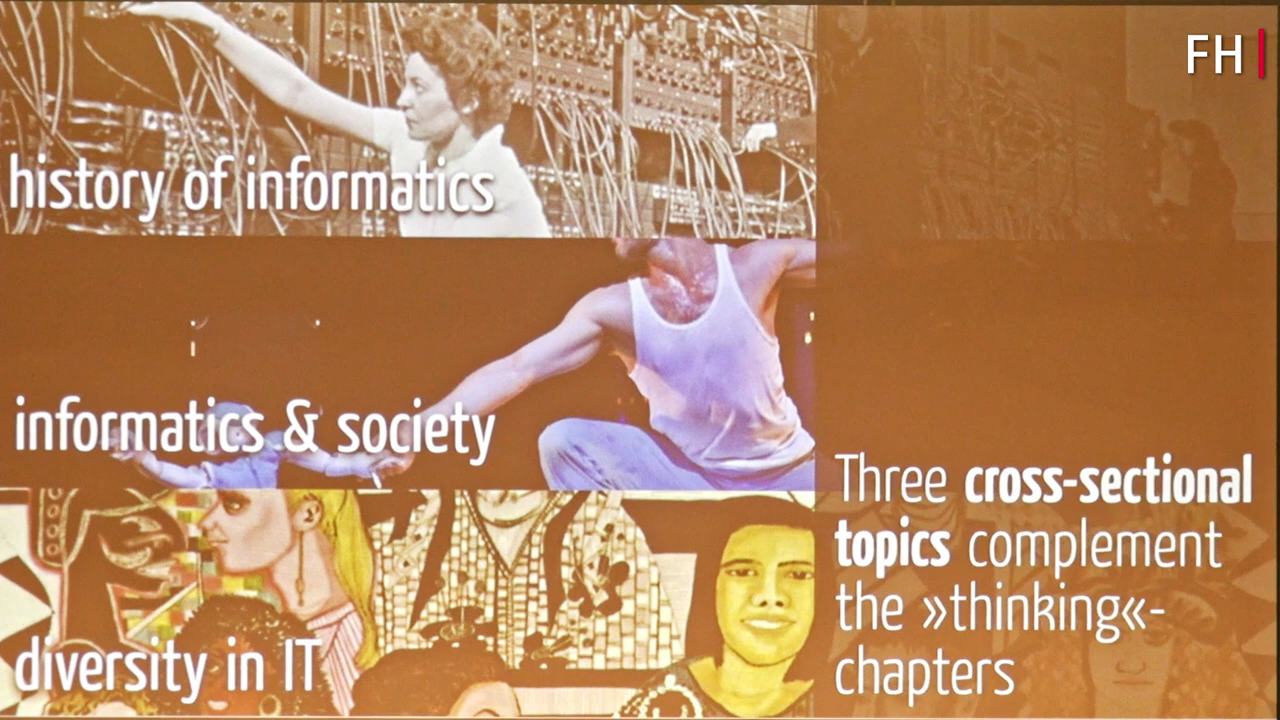 FH
history of informatics
informatics & society
diversity in IT
Three cross-sectional
topics complement
the »thinking«-
chapters